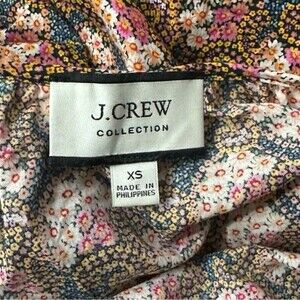 J.CREW
COLLECTION
XS
MADE IN
PHILIPPINES